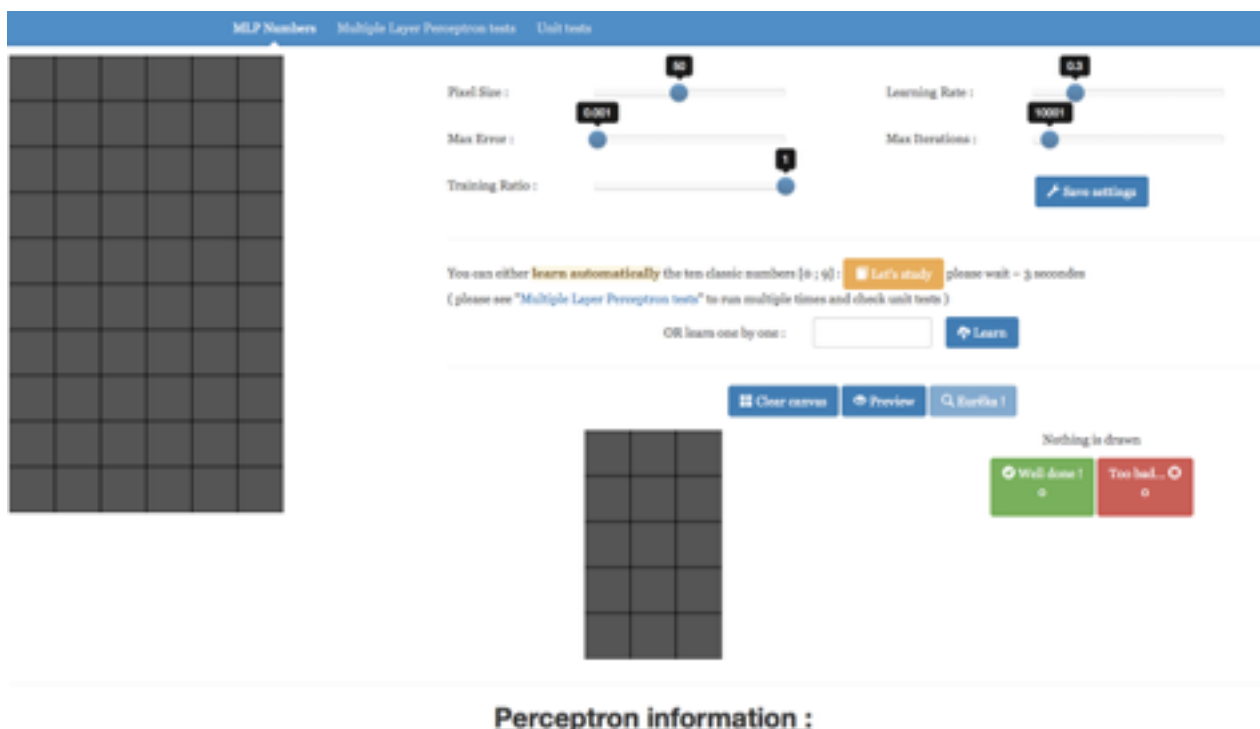 MLP Numbers Multiple Layer Perceptron tests Unit tests
50 0.3
Pixel Size : Learning Rate :
0.001 10001
Max Error : Max Iterations :
1
Training Ratio : Save settings
You can either learn automatically the ten classic numbers [0 ; 9] : Let's study please wait ~ 3 secondes
( please see "Multiple Layer Perceptron tests" to run multiple times and check unit tests )
OR learn one by one : Learn
Clear canvas Preview Eurêka !
Nothing is drawn
Well done ! Too bad...
0 0
Perceptron information :